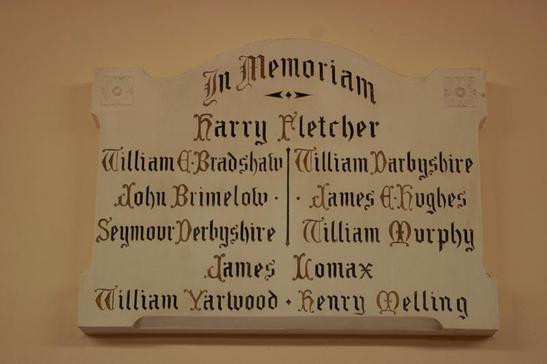 In Memoriam
Harry Fletcher
William E. Bradshaw William Darbyshire
John Brimelow · · James E. Hughes
Seymour Derbyshire William Murphy
James Lomax
William Yarwood · Henry Melling